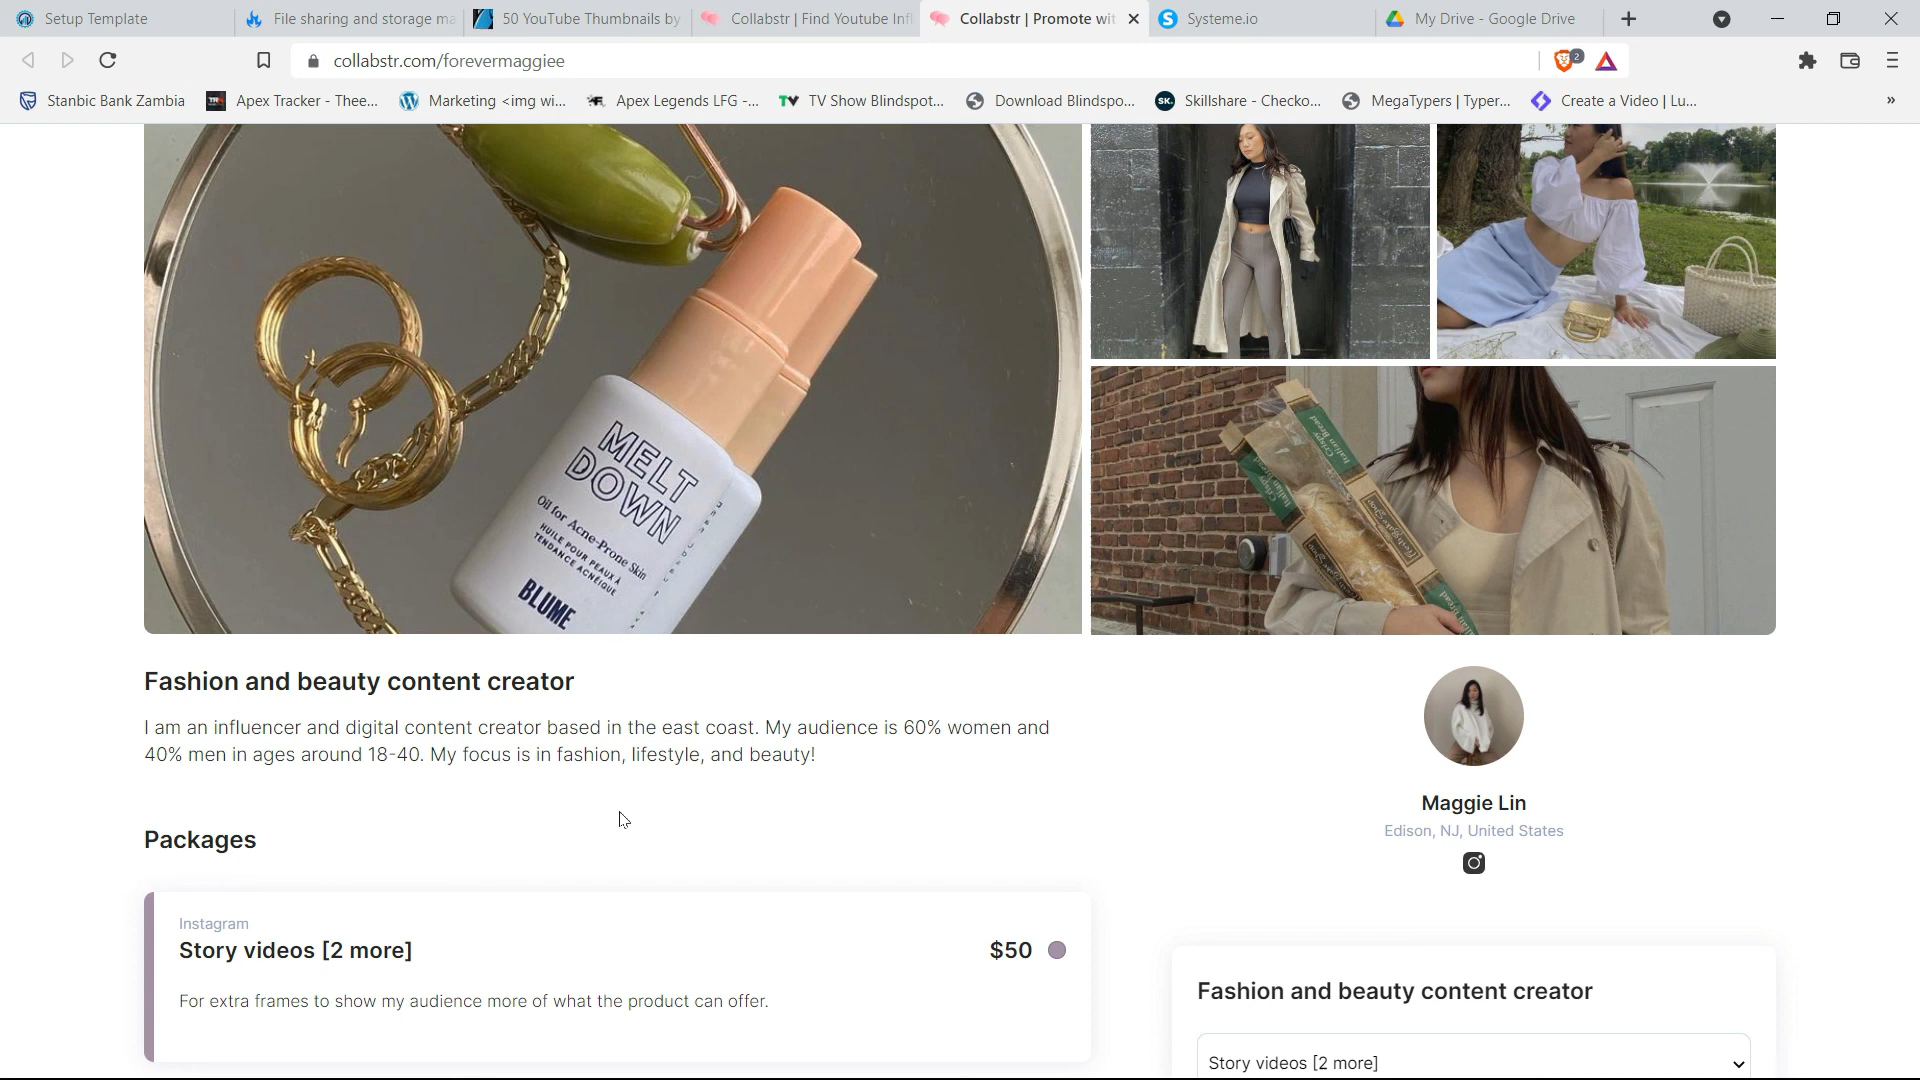 Setup Template
File sharing and storage ma
50 YouTube Thumbnails by
Collabstr | Find Youtube Infl
Collabstr | Promote wit
Systeme.io
My Drive - Google Drive
collabstr.com/forevermaggiee
2
Stanbic Bank Zambia
Apex Tracker - Thee...
Marketing <img wi...
Apex Legends LFG -...
TV Show Blindspot...
Download Blindspo...
SK.
Skillshare - Checko...
MegaTypers | Typer...
Create a Video | Lu...
»
MELT
DOWN
Oil for Acne-Prone Skin
HUILE POUR PEAUX À
TENDANCE ACNÉIQUE
BLUME
Crispy
Italian Bread
Fashion and beauty content creator
I am an influencer and digital content creator based in the east coast. My audience is 60% women and
40% men in ages around 18-40. My focus is in fashion, lifestyle, and beauty!
Maggie Lin
Edison, NJ, United States
Packages
Instagram
Story videos [2 more]
$50
For extra frames to show my audience more of what the product can offer.
Fashion and beauty content creator
Story videos [2 more]